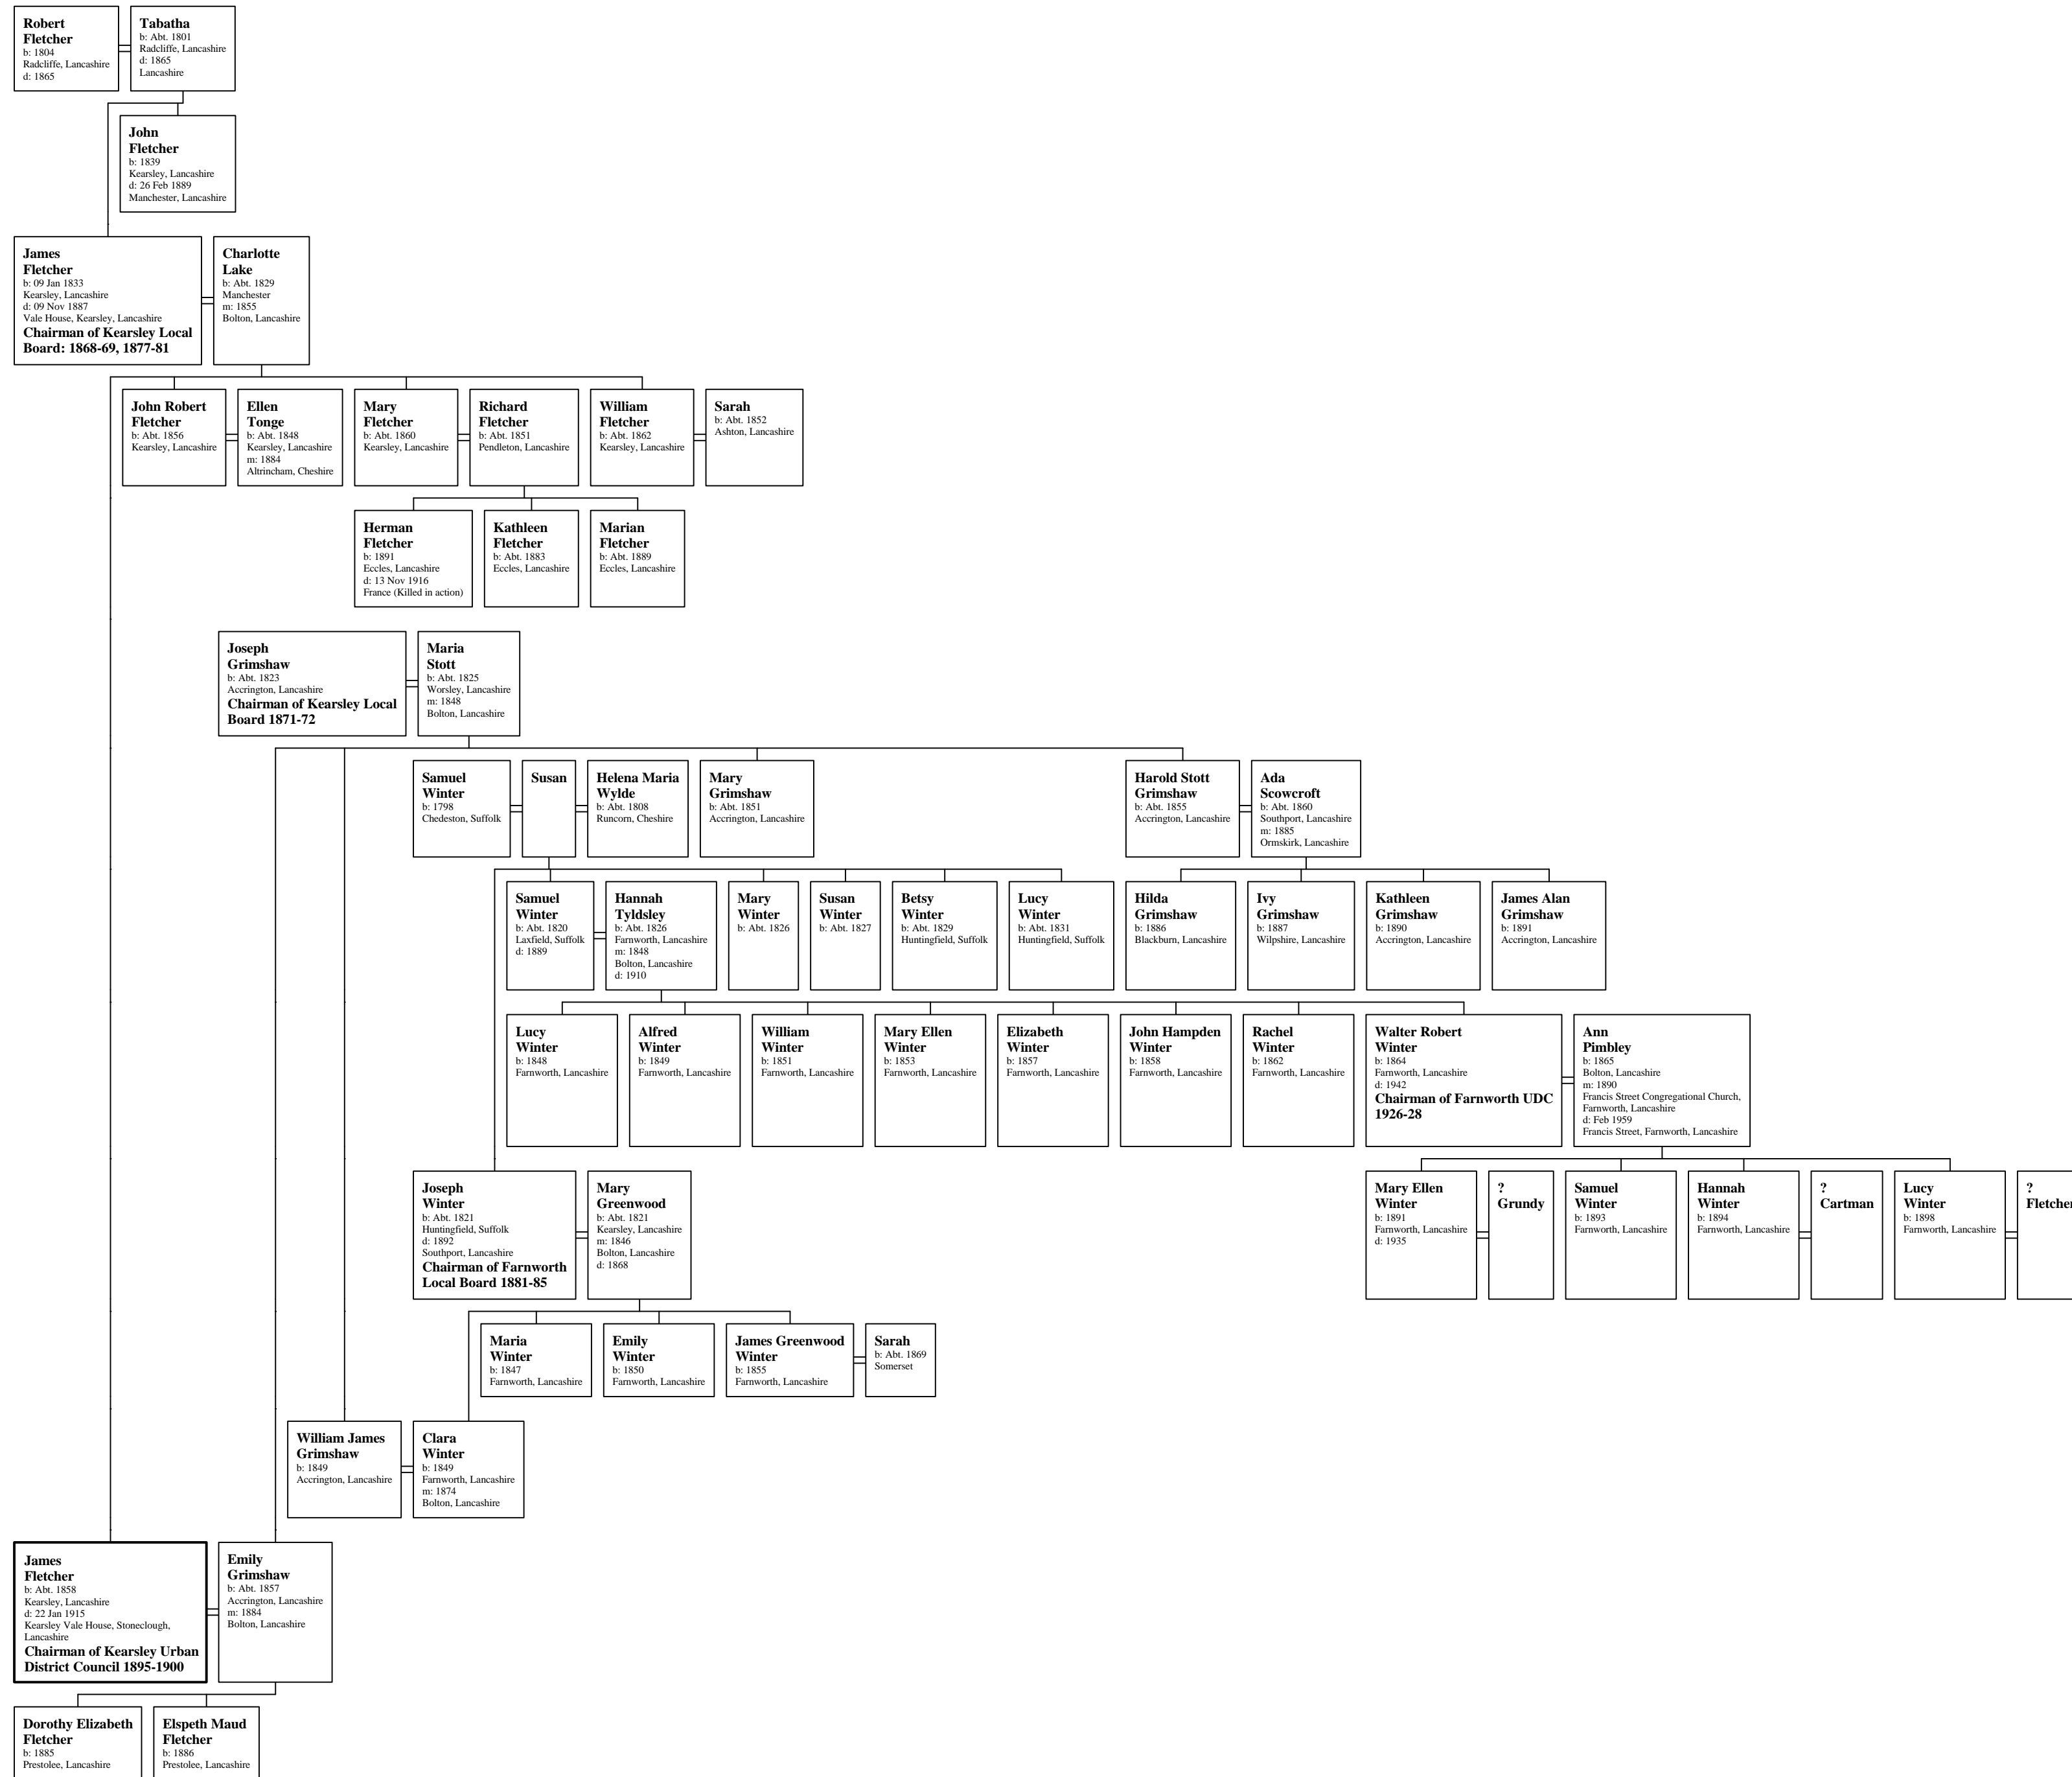 Robert
Fletcher
b: 1804
Radcliffe, Lancashire
d: 1865
Tabatha
b: Abt. 1801
Radcliffe, Lancashire
d: 1865
Lancashire
John
Fletcher
b: 1839
Kearsley, Lancashire
d: 26 Feb 1889
Manchester, Lancashire
James
Fletcher
b: 09 Jan 1833
Kearsley, Lancashire
d: 09 Nov 1887
Vale House, Kearsley, Lancashire
Chairman of Kearsley Local
Board: 1868-69, 1877-81
Charlotte
Lake
b: Abt. 1829
Manchester
m: 1855
Bolton, Lancashire
John Robert
Fletcher
b: Abt. 1856
Kearsley, Lancashire
Ellen
Tonge
b: Abt. 1848
Kearsley, Lancashire
m: 1884
Altrincham, Cheshire
Mary
Fletcher
b: Abt. 1860
Kearsley, Lancashire
Richard
Fletcher
b: Abt. 1851
Pendleton, Lancashire
William
Fletcher
b: Abt. 1862
Kearsley, Lancashire
Sarah
b: Abt. 1852
Ashton, Lancashire
Herman
Fletcher
b: 1891
Eccles, Lancashire
d: 13 Nov 1916
France (Killed in action)
Kathleen
Fletcher
b: Abt. 1883
Eccles, Lancashire
Marian
Fletcher
b: Abt. 1889
Eccles, Lancashire
Joseph
Grimshaw
b: Abt. 1823
Accrington, Lancashire
Chairman of Kearsley Local
Board 1871-72
Maria
Stott
b: Abt. 1825
Worsley, Lancashire
m: 1848
Bolton, Lancashire
Samuel
Winter
b: 1798
Chedeston, Suffolk
Susan
Helena Maria
Wylde
b: Abt. 1808
Runcorn, Cheshire
Mary
Grimshaw
b: Abt. 1851
Accrington, Lancashire
Harold Stott
Grimshaw
b: Abt. 1855
Accrington, Lancashire
Ada
Scowcroft
b: Abt. 1860
Southport, Lancashire
m: 1885
Ormskirk, Lancashire
Samuel
Winter
b: Abt. 1820
Laxfield, Suffolk
d: 1889
Hannah
Tyldsley
b: Abt. 1826
Farnworth, Lancashire
m: 1848
Bolton, Lancashire
d: 1910
Mary
Winter
b: Abt. 1826
Susan
Winter
b: Abt. 1827
Betsy
Winter
b: Abt. 1829
Huntingfield, Suffolk
Lucy
Winter
b: Abt. 1831
Huntingfield, Suffolk
Hilda
Grimshaw
b: 1886
Blackburn, Lancashire
Ivy
Grimshaw
b: 1887
Wilpshire, Lancashire
Kathleen
Grimshaw
b: 1890
Accrington, Lancashire
James Alan
Grimshaw
b: 1891
Accrington, Lancashire
Lucy
Winter
b: 1848
Farnworth, Lancashire
Alfred
Winter
b: 1849
Farnworth, Lancashire
William
Winter
b: 1851
Farnworth, Lancashire
Mary Ellen
Winter
b: 1853
Farnworth, Lancashire
Elizabeth
Winter
b: 1857
Farnworth, Lancashire
John Hampden
Winter
b: 1858
Farnworth, Lancashire
Rachel
Winter
b: 1862
Farnworth, Lancashire
Walter Robert
Winter
b: 1864
Farnworth, Lancashire
d: 1942
Chairman of Farnworth UDC
1926-28
Ann
Pimbley
b: 1865
Bolton, Lancashire
m: 1890
Francis Street Congregational Church,
Farnworth, Lancashire
d: Feb 1959
Francis Street, Farnworth, Lancashire
Joseph
Winter
b: Abt. 1821
Huntingfield, Suffolk
d: 1892
Southport, Lancashire
Chairman of Farnworth
Local Board 1881-85
Mary
Greenwood
b: Abt. 1821
Kearsley, Lancashire
m: 1846
Bolton, Lancashire
d: 1868
Mary Ellen
Winter
b: 1891
Farnworth, Lancashire
d: 1935
?
Grundy
Samuel
Winter
b: 1893
Farnworth, Lancashire
Hannah
Winter
b: 1894
Farnworth, Lancashire
?
Cartman
Lucy
Winter
b: 1898
Farnworth, Lancashire
?
Fletcher
Maria
Winter
b: 1847
Farnworth, Lancashire
Emily
Winter
b: 1850
Farnworth, Lancashire
James Greenwood
Winter
b: 1855
Farnworth, Lancashire
Sarah
b: Abt. 1869
Somerset
William James
Grimshaw
b: 1849
Accrington, Lancashire
Clara
Winter
b: 1849
Farnworth, Lancashire
m: 1874
Bolton, Lancashire
James
Fletcher
b: Abt. 1858
Kearsley, Lancashire
d: 22 Jan 1915
Kearsley Vale House, Stoneclough,
Lancashire
Chairman of Kearsley Urban
District Council 1895-1900
Emily
Grimshaw
b: Abt. 1857
Accrington, Lancashire
m: 1884
Bolton, Lancashire
Dorothy Elizabeth
Fletcher
b: 1885
Prestolee, Lancashire
Elspeth Maud
Fletcher
b: 1886
Prestolee, Lancashire